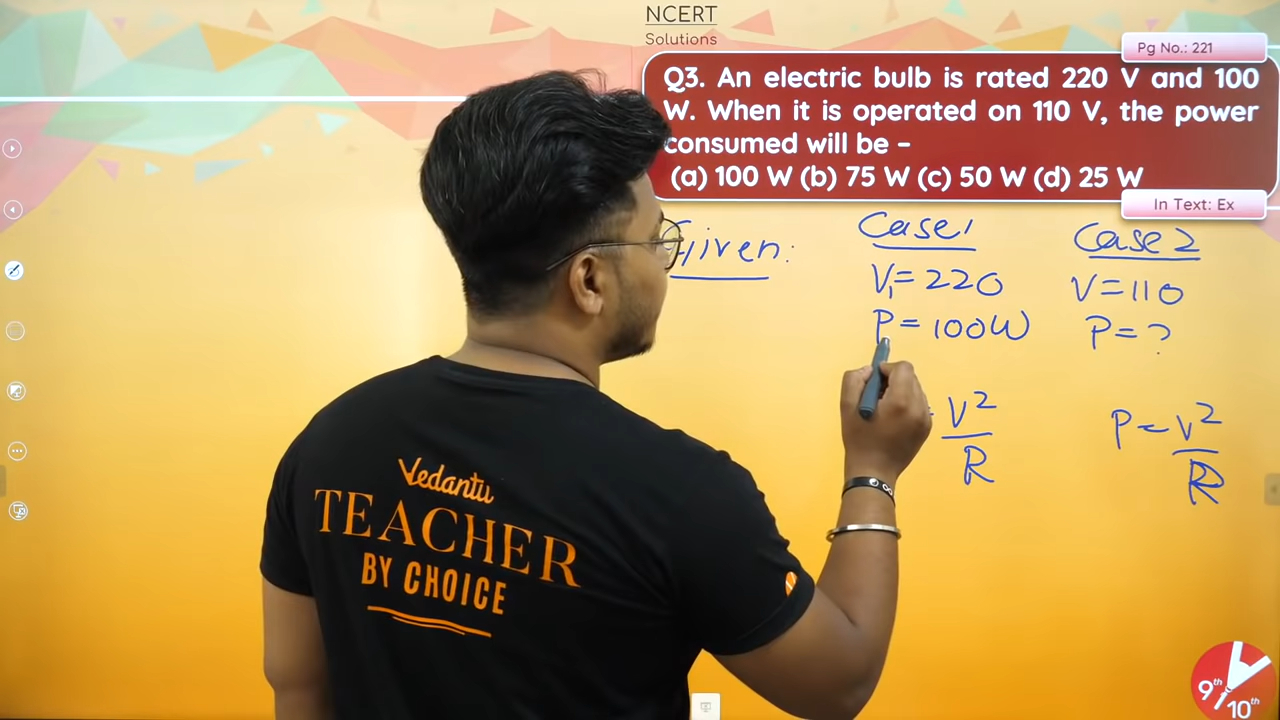 NCERT
Solutions
Pg No.: 221
Q3. An electric bulb is rated 220 V and 100
W. When it is operated on 110 V, the power
consumed will be –
(a) 100 W (b) 75 W (c) 50 W (d) 25 W
In Text: Ex
Given:
Case1
V₁=220
P=100W
V²
R
Case 2
V=110
P=?
P=V²
R
Vedantu
TEACHER
BY CHOICE
9th
10th